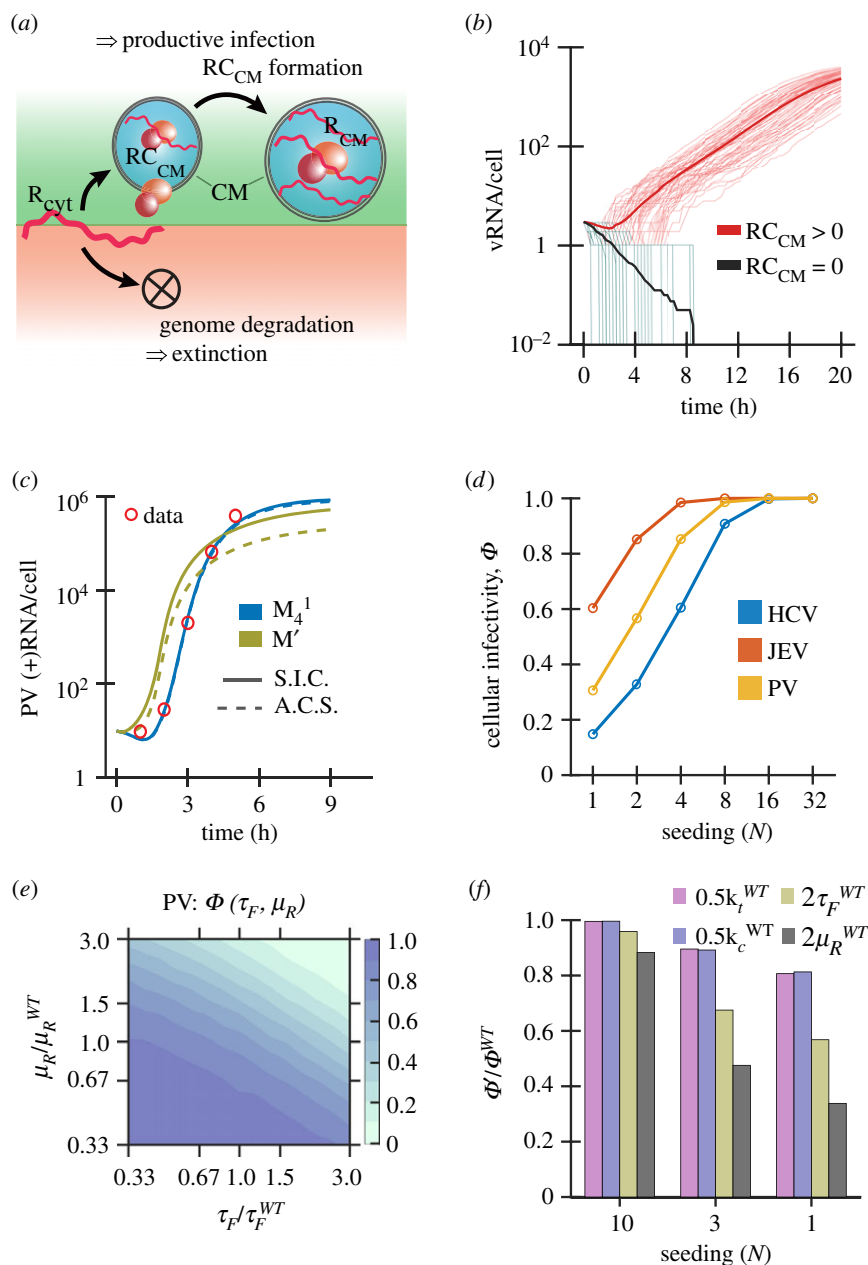 (a)
⇒ productive infection
RC_CM formation
R_cyt
RC_CM
R_CM
CM
genome degradation
⇒ extinction
(b)
vRNA/cell
10^4
10^2
1
10^−2
RC_CM > 0
RC_CM = 0
0 4 8 12 16 20
time (h)
(c)
PV (+)RNA/cell
10^6
10^4
10^2
1
data
M_4^1
M′
S.I.C.
A.C.S.
0 3 6 9
time (h)
(d)
cellular infectivity, Φ
1.0
0.8
0.6
0.4
0.2
0
HCV
JEV
PV
1 2 4 8 16 32
seeding (N)
(e)
PV: Φ (τ_F, μ_R)
μ_R/μ_R^WT
3.0
1.5
1.0
0.67
0.33
0.33 0.67 1.0 1.5 3.0
τ_F/τ_F^WT
1.0
0.8
0.6
0.4
0.2
0
(f)
0.5k_t^WT 2τ_F^WT
0.5k_c^WT 2μ_R^WT
Φ′/Φ^WT
1.0
0.8
0.6
0.4
0.2
0
10 3 1
seeding (N)